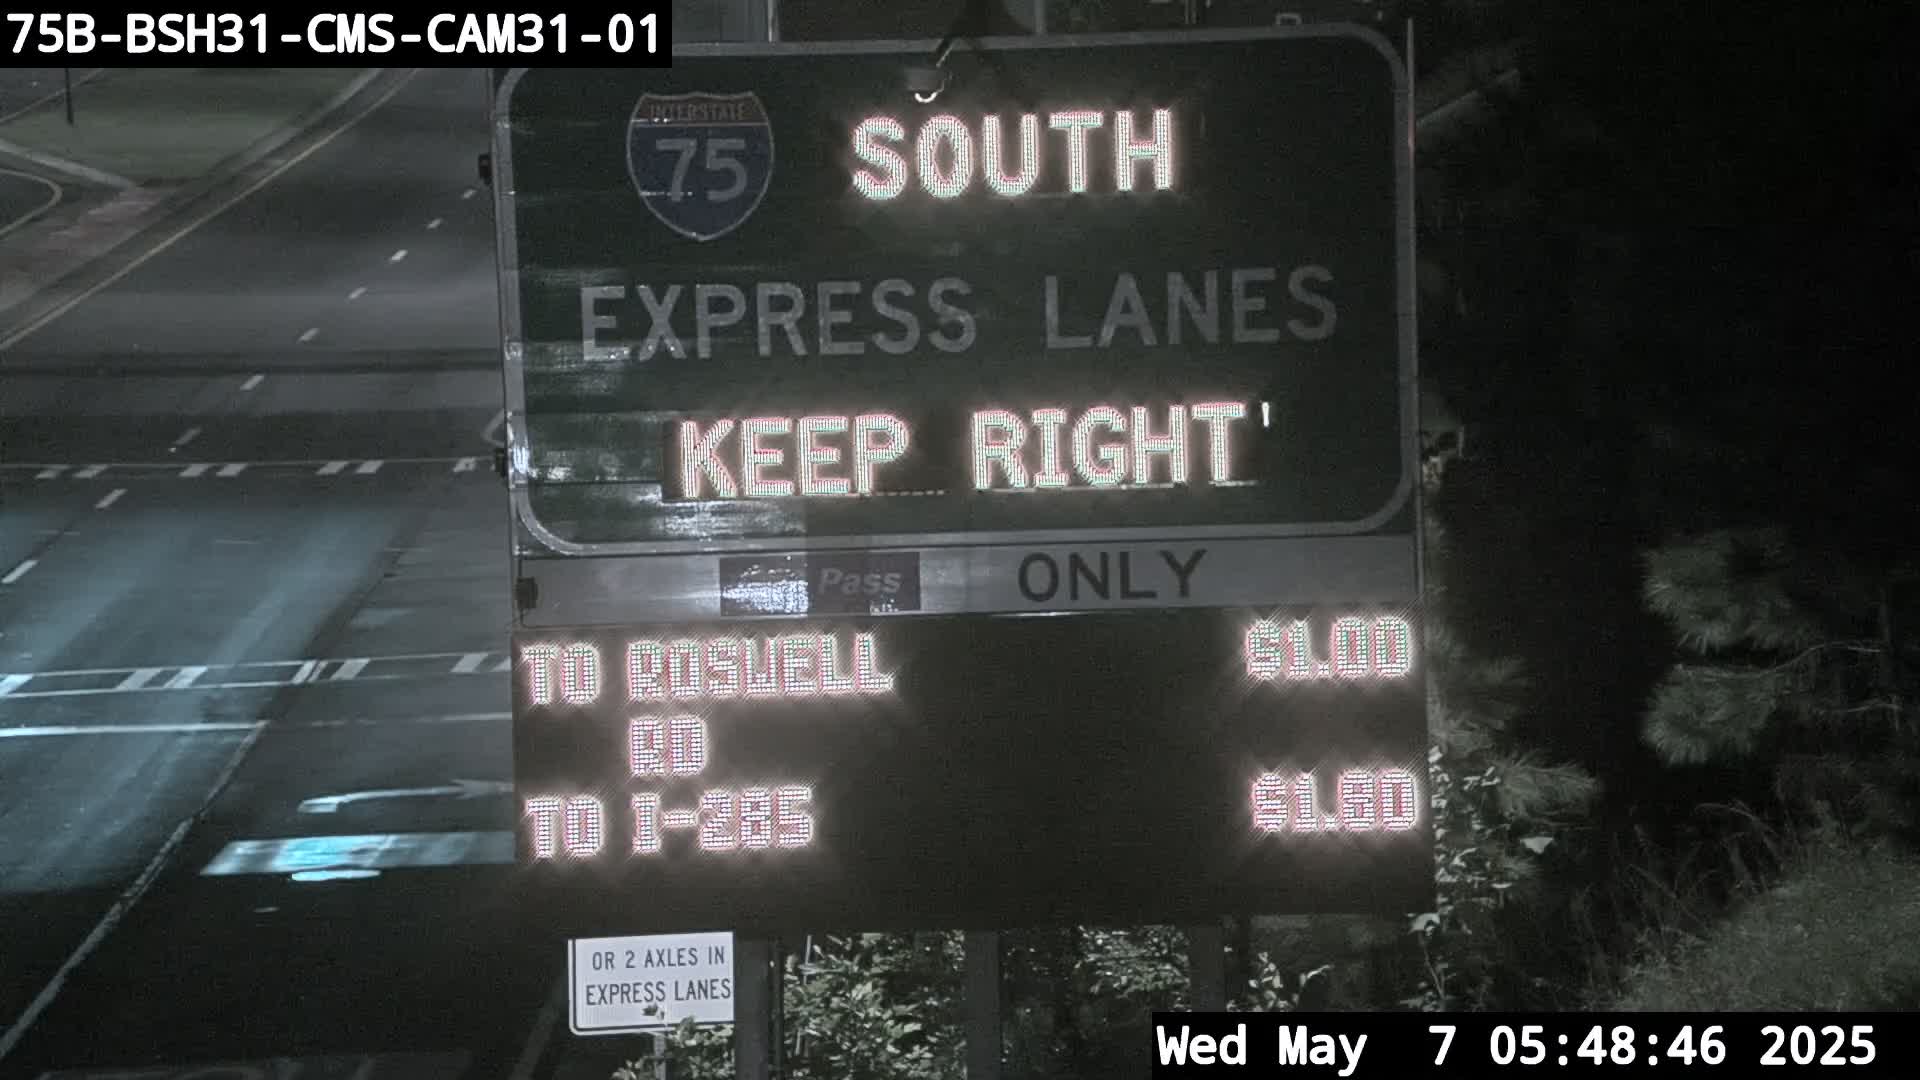 75B-BSH31-CMS-CAM31-01
INTERSTATE
75
SOUTH
EXPRESS LANES
KEEP RIGHT
Pass ONLY
TO ROSWELL $1.00
RD
TO I-285 $1.80
OR 2 AXLES IN
EXPRESS LANES
Wed May 7 05:48:46 2025